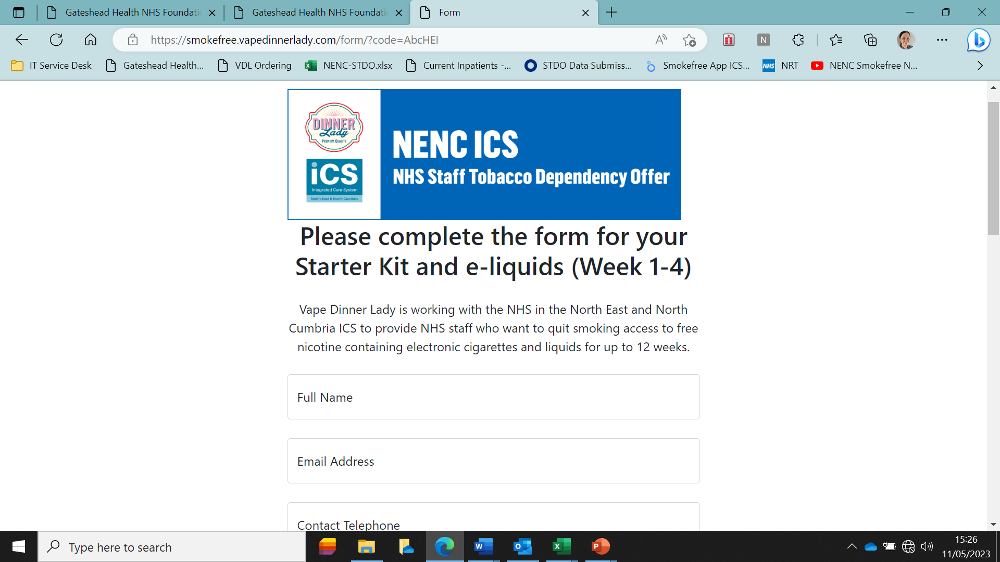 Gateshead Health NHS Foundatio
Gateshead Health NHS Foundatio
Form
https://smokefree.vapedinnerlady.com/form/?code=AbcHEI
IT Service Desk
Gateshead Health...
VDL Ordering
NENC-STDO.xlsx
Current Inpatients -...
STDO Data Submiss...
Smokefree App ICS...
NHS
NRT
NENC Smokefree N...
DINNER
Lady
PREMIUM QUALITY
iCS
Integrated Care System
North East & North Cumbria
NENC ICS
NHS Staff Tobacco Dependency Offer
Please complete the form for your
Starter Kit and e-liquids (Week 1-4)
Vape Dinner Lady is working with the NHS in the North East and North
Cumbria ICS to provide NHS staff who want to quit smoking access to free
nicotine containing electronic cigarettes and liquids for up to 12 weeks.
Full Name
Email Address
Contact Telephone
Type here to search
15:26
11/05/2023